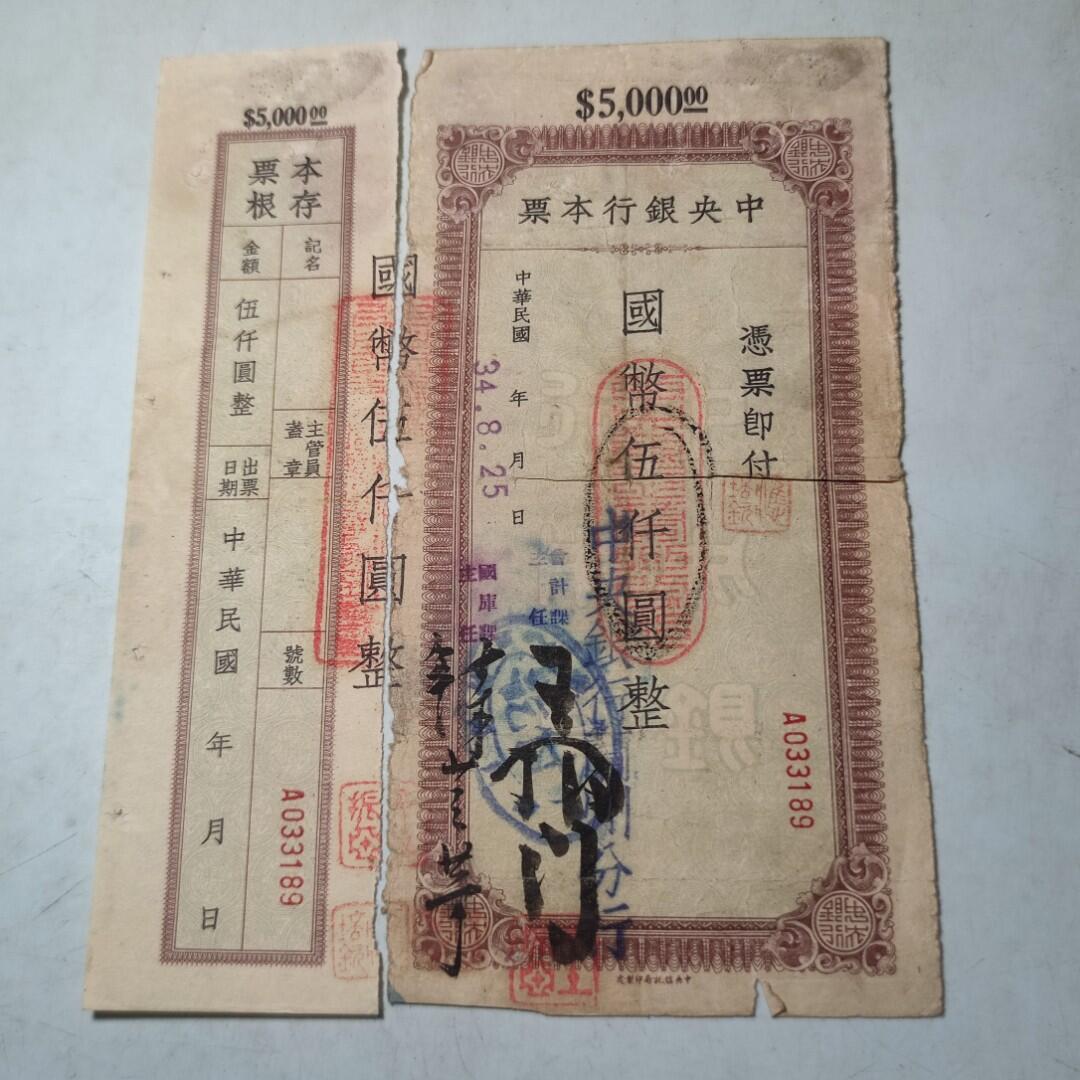 $5,000.00
中央銀行本票
憑票即付
國幣伍仟圓整
中華民國 年 月 日
34.8.25
會計課主任
國庫課主任
A033189
國幣伍仟圓整
$5,000.00
本票存根
記名
金額
伍仟圓整
主管員蓋章
出票日期
中華民國 年 月 日
號數
A033189